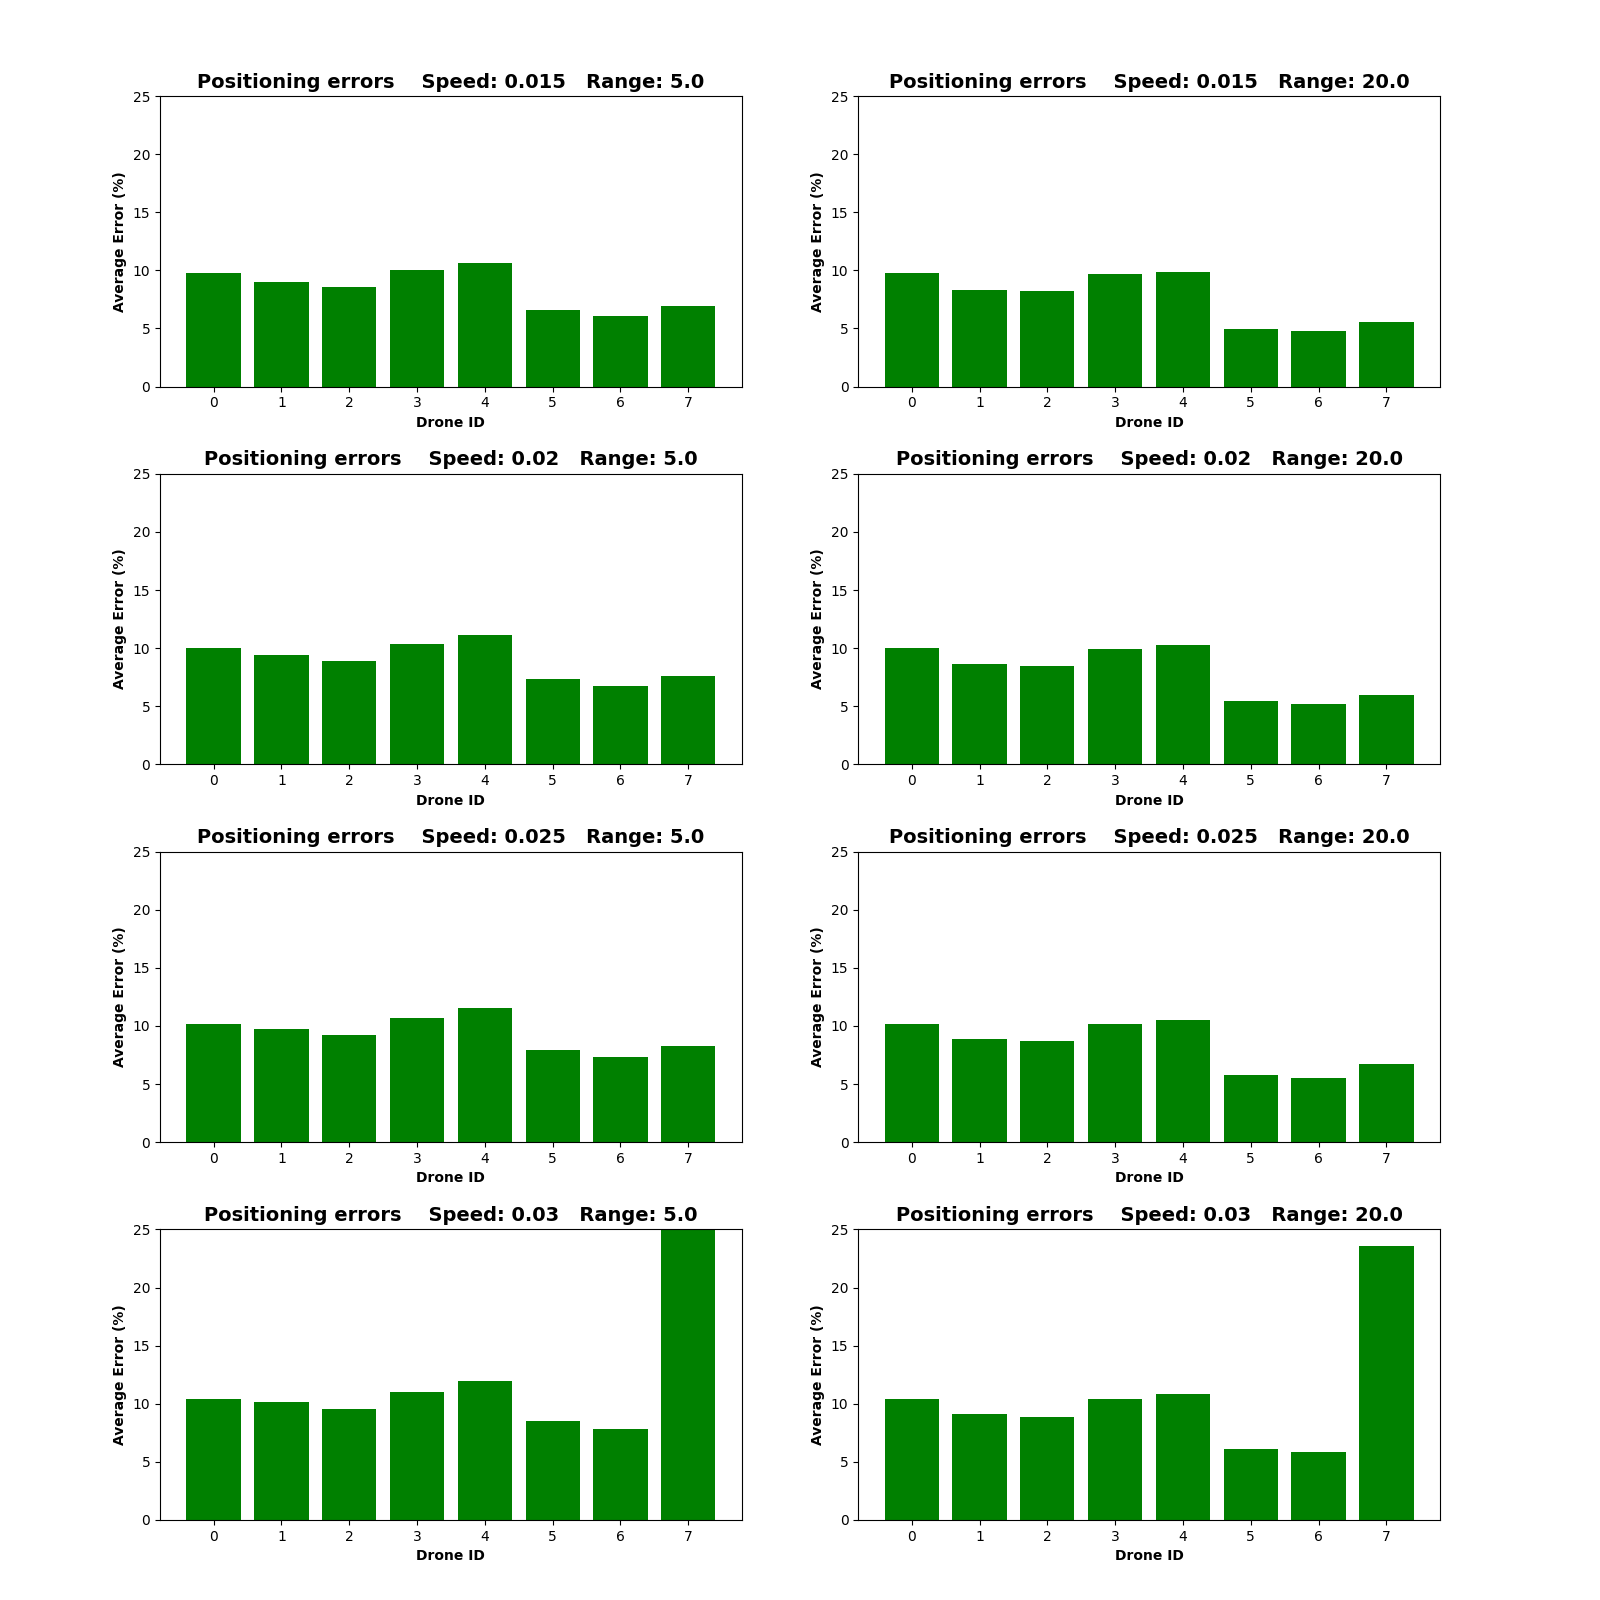 Positioning errors    Speed: 0.015   Range: 5.0
25
20
15
10
5
0
Average Error (%)
0 1 2 3 4 5 6 7
Drone ID
Positioning errors    Speed: 0.015   Range: 20.0
25
20
15
10
5
0
Average Error (%)
0 1 2 3 4 5 6 7
Drone ID
Positioning errors    Speed: 0.02   Range: 5.0
25
20
15
10
5
0
Average Error (%)
0 1 2 3 4 5 6 7
Drone ID
Positioning errors    Speed: 0.02   Range: 20.0
25
20
15
10
5
0
Average Error (%)
0 1 2 3 4 5 6 7
Drone ID
Positioning errors    Speed: 0.025   Range: 5.0
25
20
15
10
5
0
Average Error (%)
0 1 2 3 4 5 6 7
Drone ID
Positioning errors    Speed: 0.025   Range: 20.0
25
20
15
10
5
0
Average Error (%)
0 1 2 3 4 5 6 7
Drone ID
Positioning errors    Speed: 0.03   Range: 5.0
25
20
15
10
5
0
Average Error (%)
0 1 2 3 4 5 6 7
Drone ID
Positioning errors    Speed: 0.03   Range: 20.0
25
20
15
10
5
0
Average Error (%)
0 1 2 3 4 5 6 7
Drone ID